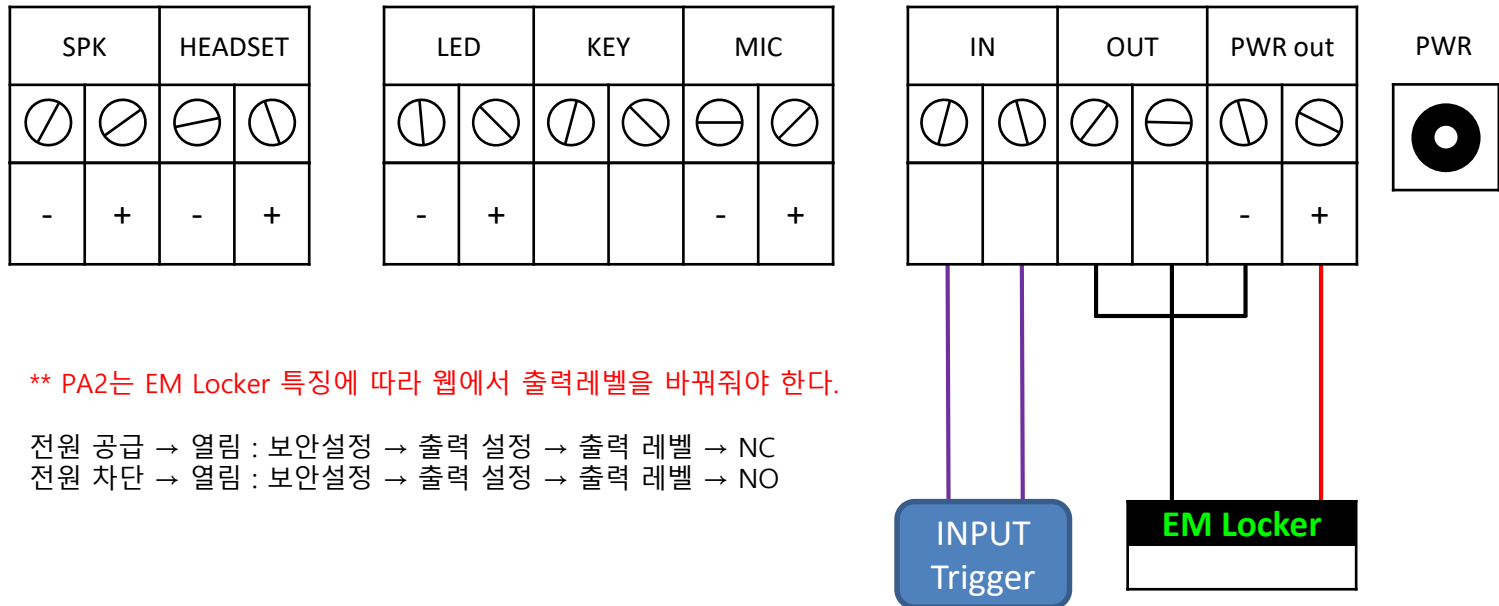 SPK HEADSET LED KEY MIC IN OUT PWR out PWR
- + - + - + - + - +
** PA2는 EM Locker 특징에 따라 웹에서 출력레벨을 바꿔줘야 한다.
전원 공급 → 열림 : 보안설정 → 출력 설정 → 출력 레벨 → NC
전원 차단 → 열림 : 보안설정 → 출력 설정 → 출력 레벨 → NO
INPUT
Trigger
EM Locker